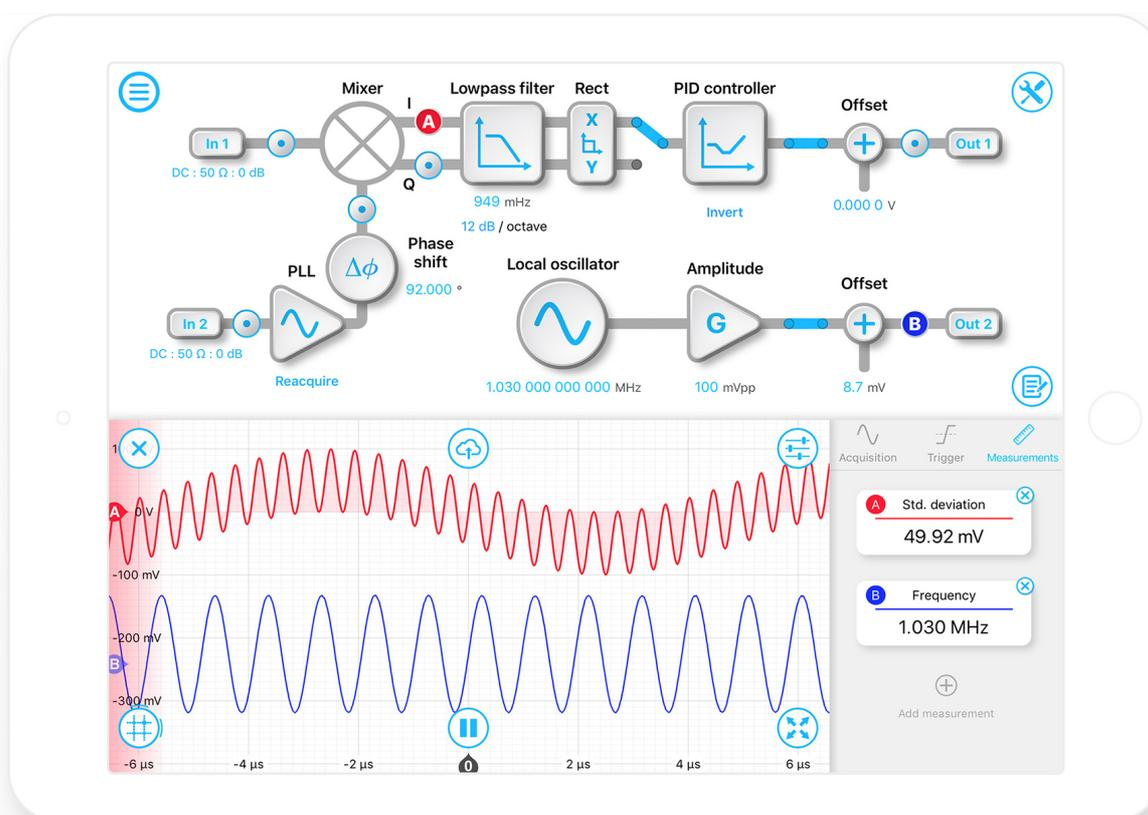 Mixer
Lowpass filter
Rect
PID controller
Offset
I
A
X
Y
In 1
Out 1
DC : 50 Ω : 0 dB
Q
949 mHz
12 dB / octave
Invert
0.000 0 V
Phase
shift
92.000 °
Δϕ
PLL
Local oscillator
Amplitude
Offset
In 2
G
B
Out 2
DC : 50 Ω : 0 dB
Reacquire
1.030 000 000 000 MHz
100 mVpp
8.7 mV
A
0 V
-100 mV
-200 mV
B
-300 mV
-6 µs
-4 µs
-2 µs
0
2 µs
4 µs
6 µs
Acquisition
Trigger
Measurements
A
Std. deviation
49.92 mV
B
Frequency
1.030 MHz
Add measurement